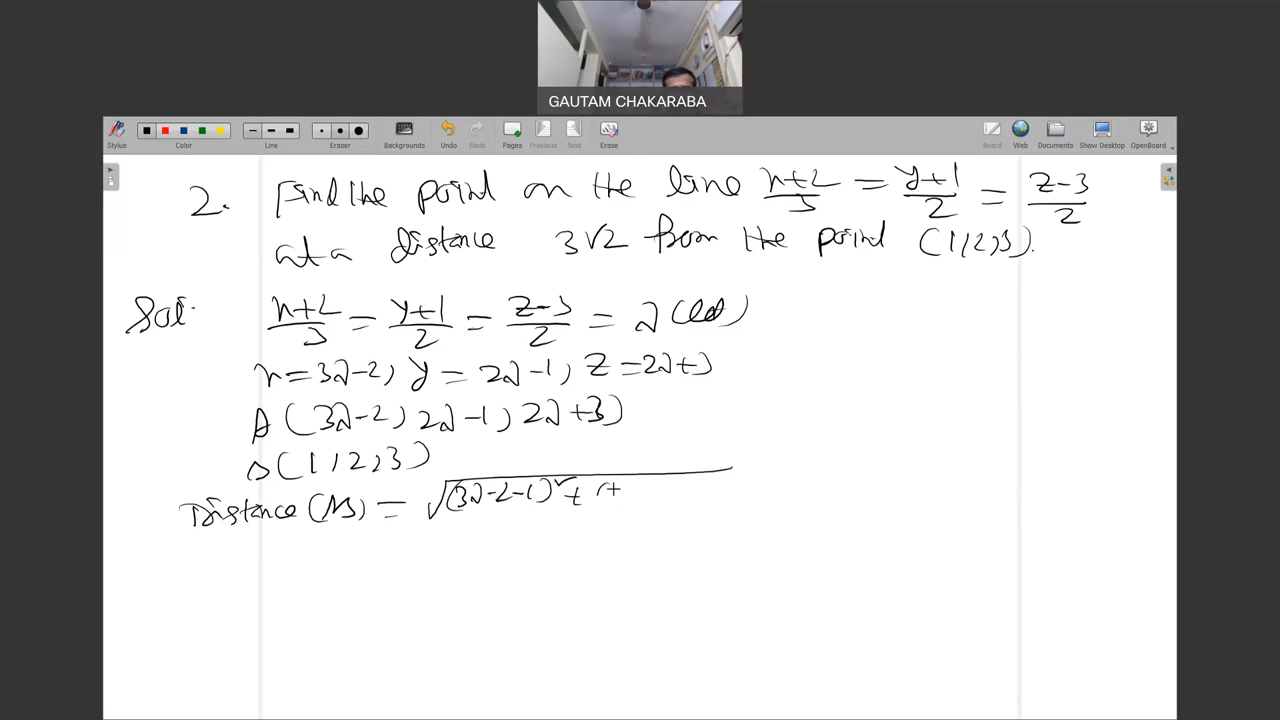 GAUTAM CHAKARABA
Stylus Color Line Eraser Backgrounds Undo Redo Pages Previous Next Erase Board Web Documents Show Desktop OpenBoard
2. Find the point on the line x+2/3 = y+1/2 = z-3/2
at a distance 3√2 from the point (1,2,3).
Sol:
x+2/3 = y+1/2 = z-3/2 = λ (let)
x=3λ-2, y=2λ-1, z=2λ+3
A(3λ-2, 2λ-1, 2λ+3)
B(1,2,3)
Distance (AB) = √(3λ-2-1)²+